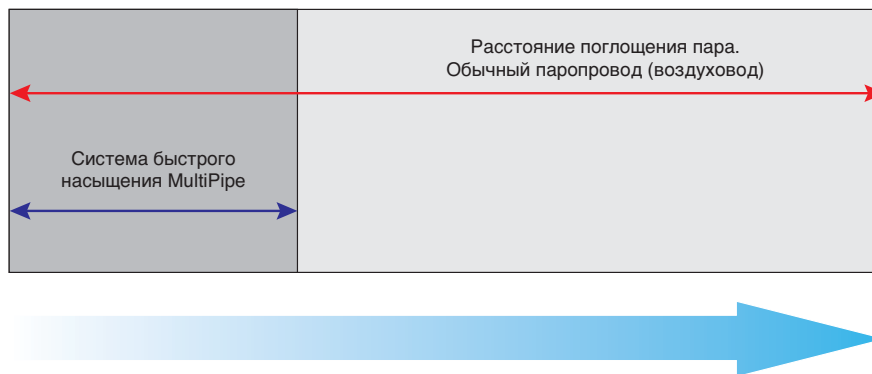 Расстояние поглощения пара.
Обычный паропровод (воздуховод)
Система быстрого
насыщения MultiPipe